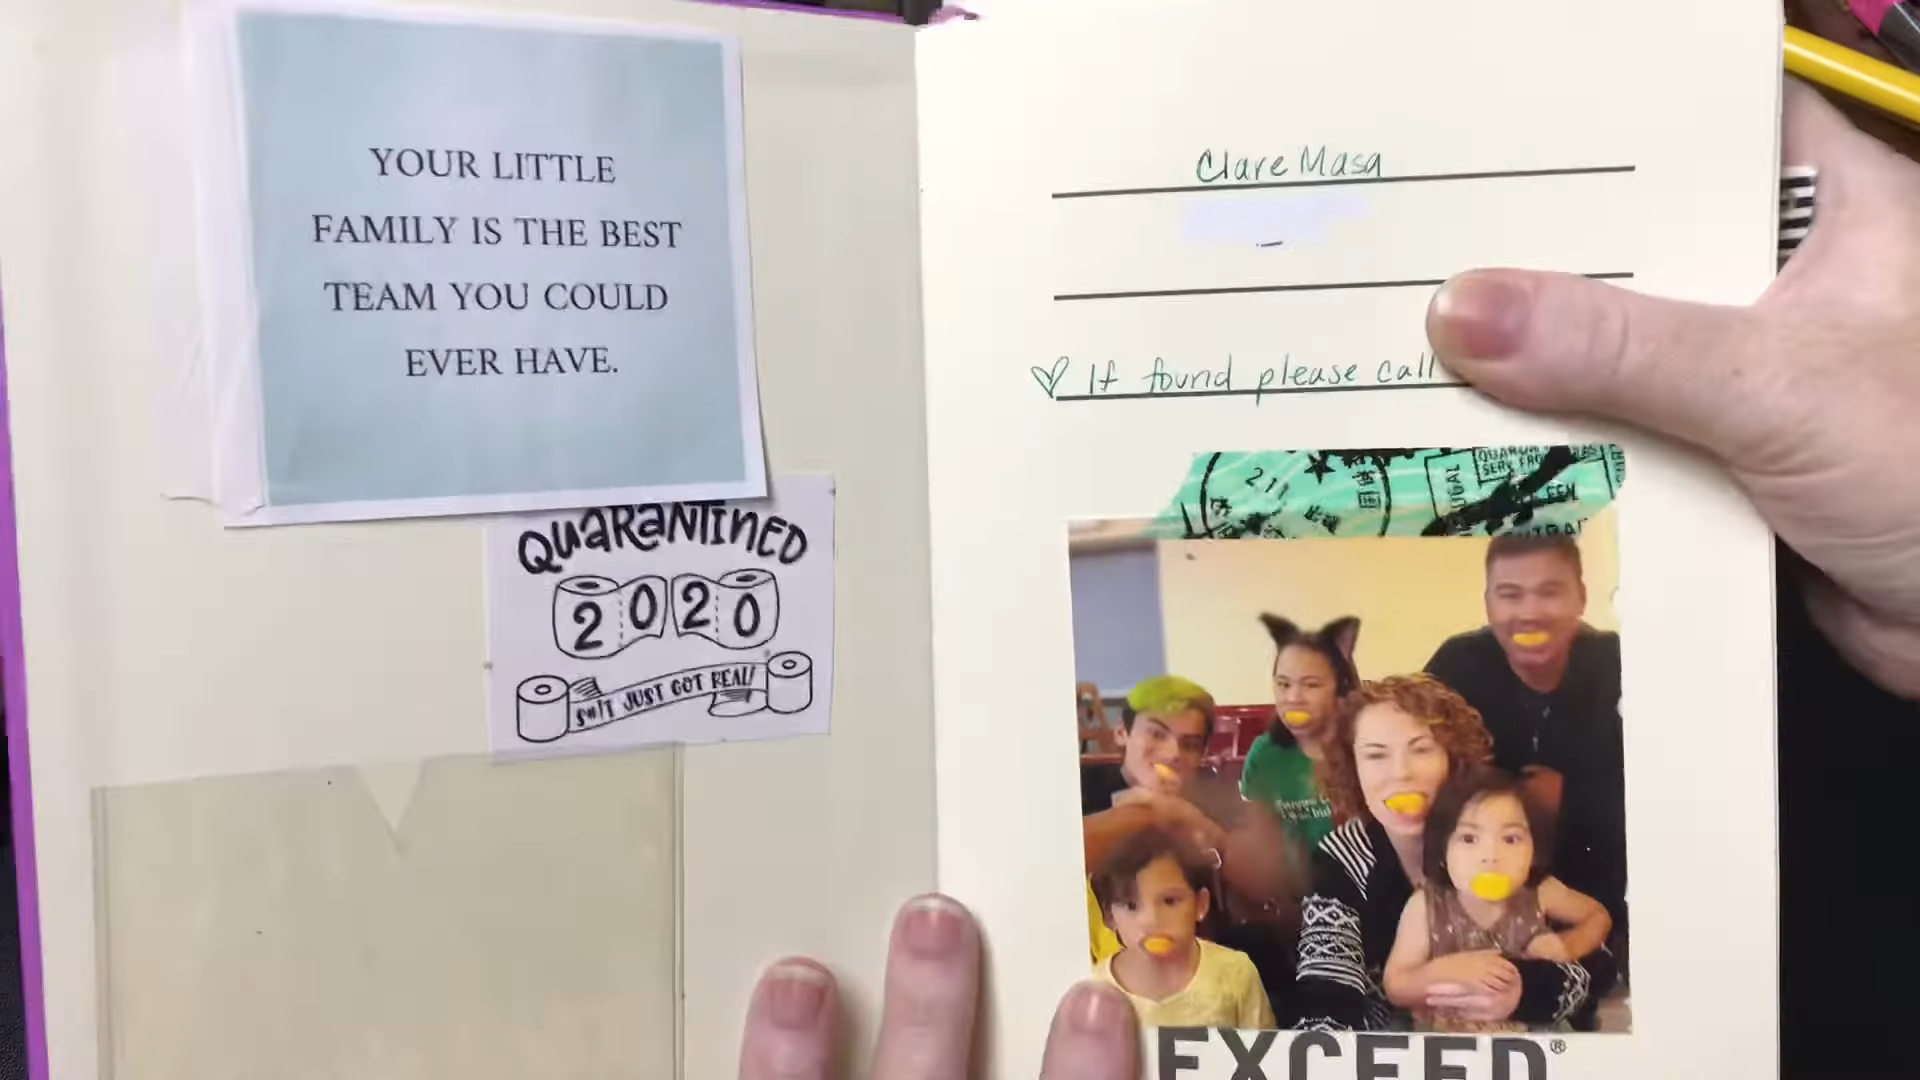 YOUR LITTLE
FAMILY IS THE BEST
TEAM YOU COULD
EVER HAVE.
QUARANTINED
2020
S#!T JUST GOT REAL!
Clare Masa
♡ If found please call
21
EXCEED®